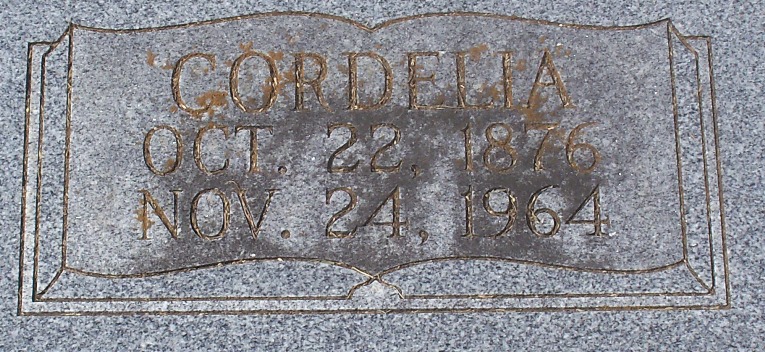 CORDELIA
OCT. 22, 1876
NOV. 24, 1964